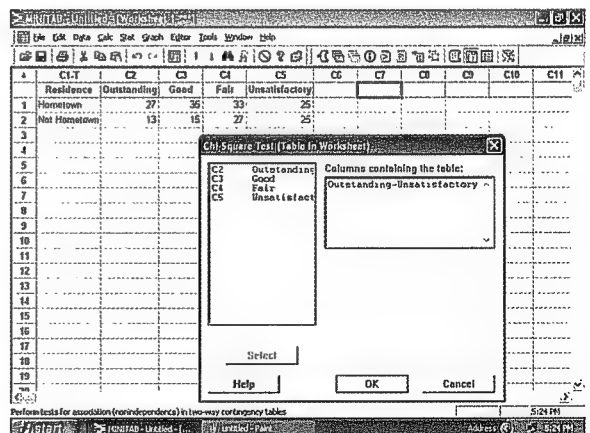 MINITAB - Untitled - [Worksheet 1 ***]
File Edit Data Calc Stat Graph Editor Tools Window Help
C1-T C2 C3 C4 C5 C6 C7 C8 C9 C10 C11
Residence Outstanding Good Fair Unsatisfactory
1 Hometown 27 35 33 25
2 Not Hometown 13 15 27 25
3
4
5
6
7
8
9
10
11
12
13
14
15
16
17
18
19
Chi-Square Test (Table in Worksheet)
C2 Outstanding
C3 Good
C4 Fair
C5 Unsatisfact
Columns containing the table:
Outstanding-Unsatisfactory
Select
Help
OK
Cancel
Perform tests for association (nonindependence) in two-way contingency tables
5:24 PM
start
MINITAB - Untitled - [
untitled - Paint
Address
5:24 PM